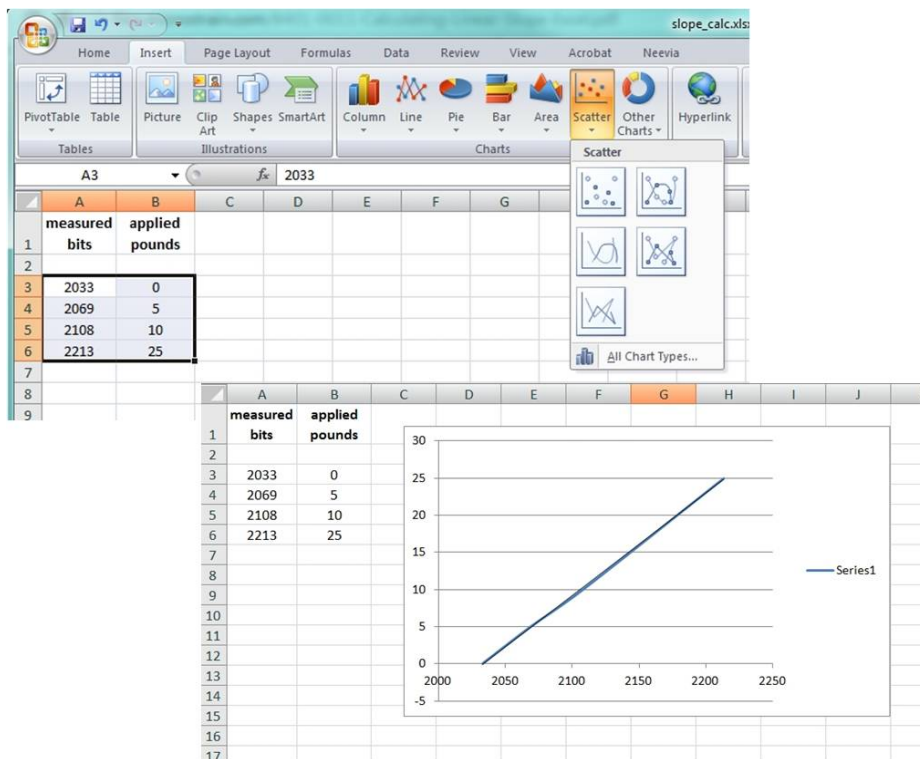 slope_calc.xlsx
Home Insert Page Layout Formulas Data Review View Acrobat Neevia
PivotTable Table Picture Clip Art Shapes SmartArt Column Line Pie Bar Area Scatter Other Charts Hyperlink
Tables Illustrations Charts
Scatter
A3 fx 2033
A B C D E F G
1 measured bits applied pounds
2
3 2033 0
4 2069 5
5 2108 10
6 2213 25
7
8
9
All Chart Types...
A B C D E F G H I J
1 measured bits applied pounds
2
3 2033 0
4 2069 5
5 2108 10
6 2213 25
7
8
9
10
11
12
13
14
15
16
17
30
25
20
15
10
5
0
-5
2000 2050 2100 2150 2200 2250
Series1